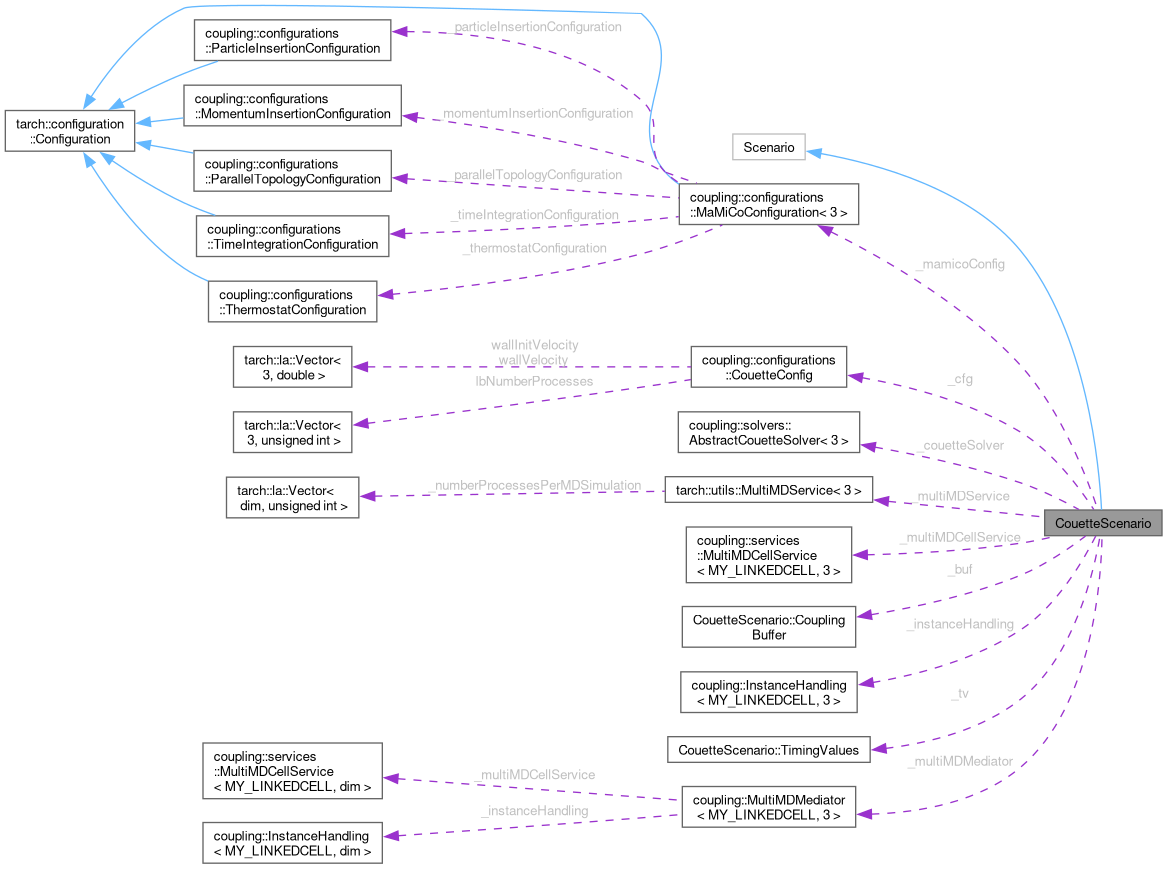 _particleInsertionConfiguration
coupling::configurations
::ParticleInsertionConfiguration
coupling::configurations
::MomentumInsertionConfiguration
_momentumInsertionConfiguration
tarch::configuration
::Configuration
Scenario
coupling::configurations
::ParallelTopologyConfiguration
_parallelTopologyConfiguration
coupling::configurations
::MaMiCoConfiguration< 3 >
coupling::configurations
::TimeIntegrationConfiguration
_timeIntegrationConfiguration
_thermostatConfiguration
_mamicoConfig
coupling::configurations
::ThermostatConfiguration
wallInitVelocity
wallVelocity
tarch::la::Vector<
3, double >
coupling::configurations
::CouetteConfig
lbNumberProcesses
_cfg
tarch::la::Vector<
3, unsigned int >
coupling::solvers::
AbstractCouetteSolver< 3 >
_couetteSolver
tarch::la::Vector<
dim, unsigned int >
_numberProcessesPerMDSimulation
tarch::utils::MultiMDService< 3 >
_multiMDService
CouetteScenario
coupling::services
::MultiMDCellService
< MY_LINKEDCELL, 3 >
_multiMDCellService
_buf
CouetteScenario::Coupling
Buffer
_instanceHandling
coupling::InstanceHandling
< MY_LINKEDCELL, 3 >
_tv
CouetteScenario::TimingValues
_multiMDMediator
coupling::services
::MultiMDCellService
< MY_LINKEDCELL, dim >
_multiMDCellService
coupling::MultiMDMediator
< MY_LINKEDCELL, 3 >
_instanceHandling
coupling::InstanceHandling
< MY_LINKEDCELL, dim >